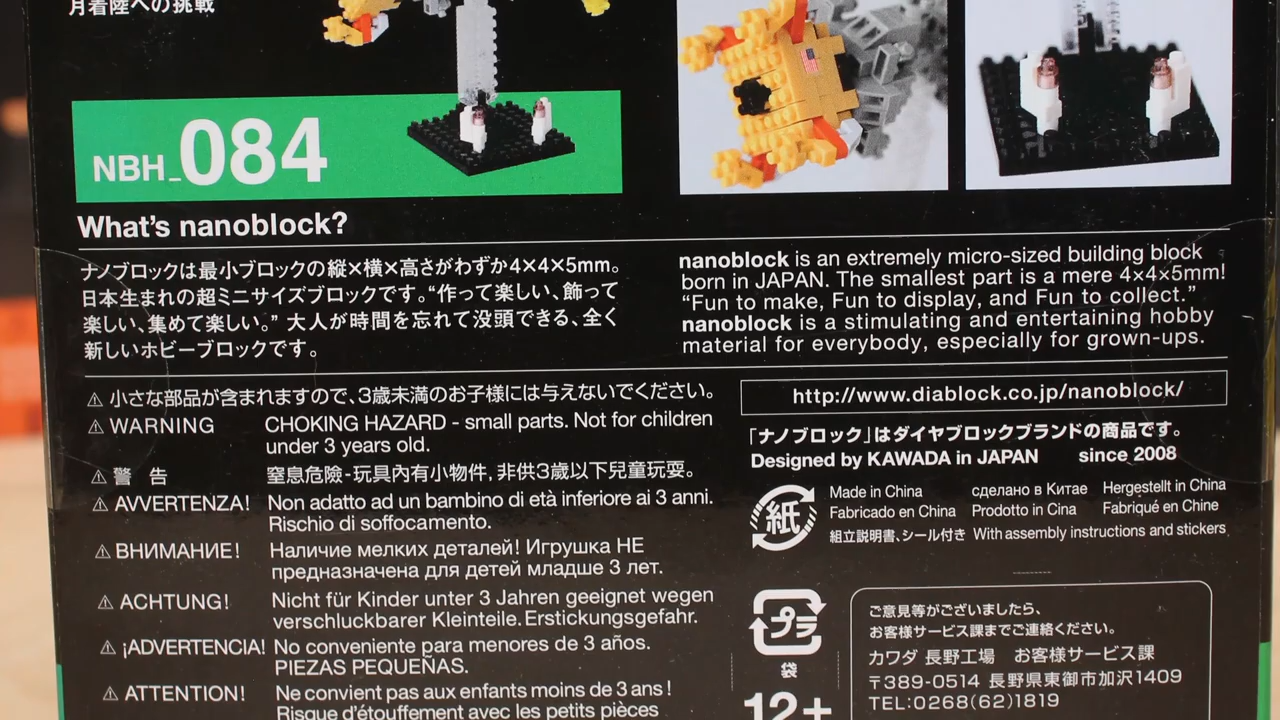 月着陸への挑戦
NBH_084
What's nanoblock?
ナノブロックは最小ブロックの縦×横×高さがわずか4×4×5mm。
日本生まれの超ミニサイズブロックです。“作って楽しい、飾って
楽しい、集めて楽しい。” 大人が時間を忘れて没頭できる、全く
新しいホビーブロックです。
nanoblock is an extremely micro-sized building block
born in JAPAN. The smallest part is a mere 4×4×5mm!
“Fun to make, Fun to display, and Fun to collect.”
nanoblock is a stimulating and entertaining hobby
material for everybody, especially for grown-ups.
⚠ 小さな部品が含まれますので、3歳未満のお子様には与えないでください。
⚠ WARNING CHOKING HAZARD - small parts. Not for children
under 3 years old.
⚠ 警 告 窒息危險-玩具內有小物件, 非供3歲以下兒童玩耍。
⚠ AVVERTENZA! Non adatto ad un bambino di età inferiore ai 3 anni.
Rischio di soffocamento.
⚠ ВНИМАНИЕ! Наличие мелких деталей! Игрушка НЕ
предназначена для детей младше 3 лет.
⚠ ACHTUNG! Nicht für Kinder unter 3 Jahren geeignet wegen
verschluckbarer Kleinteile. Erstickungsgefahr.
⚠ ¡ADVERTENCIA! No conveniente para menores de 3 años.
PIEZAS PEQUEÑAS.
⚠ ATTENTION! Ne convient pas aux enfants moins de 3 ans !
Risque d'étouffement avec les petits pièces
http://www.diablock.co.jp/nanoblock/
「ナノブロック」はダイヤブロックブランドの商品です。
Designed by KAWADA in JAPAN since 2008
紙
Made in China сделано в Китае Hergestellt in China
Fabricado en China Prodotto in Cina Fabriqué en Chine
組立説明書、シール付き With assembly instructions and stickers
プラ
袋
12+
ご意見等がございましたら、
お客様サービス課までご連絡ください。
カワダ 長野工場 お客様サービス課
〒389-0514 長野県東御市加沢1409
TEL:0268(62)1819